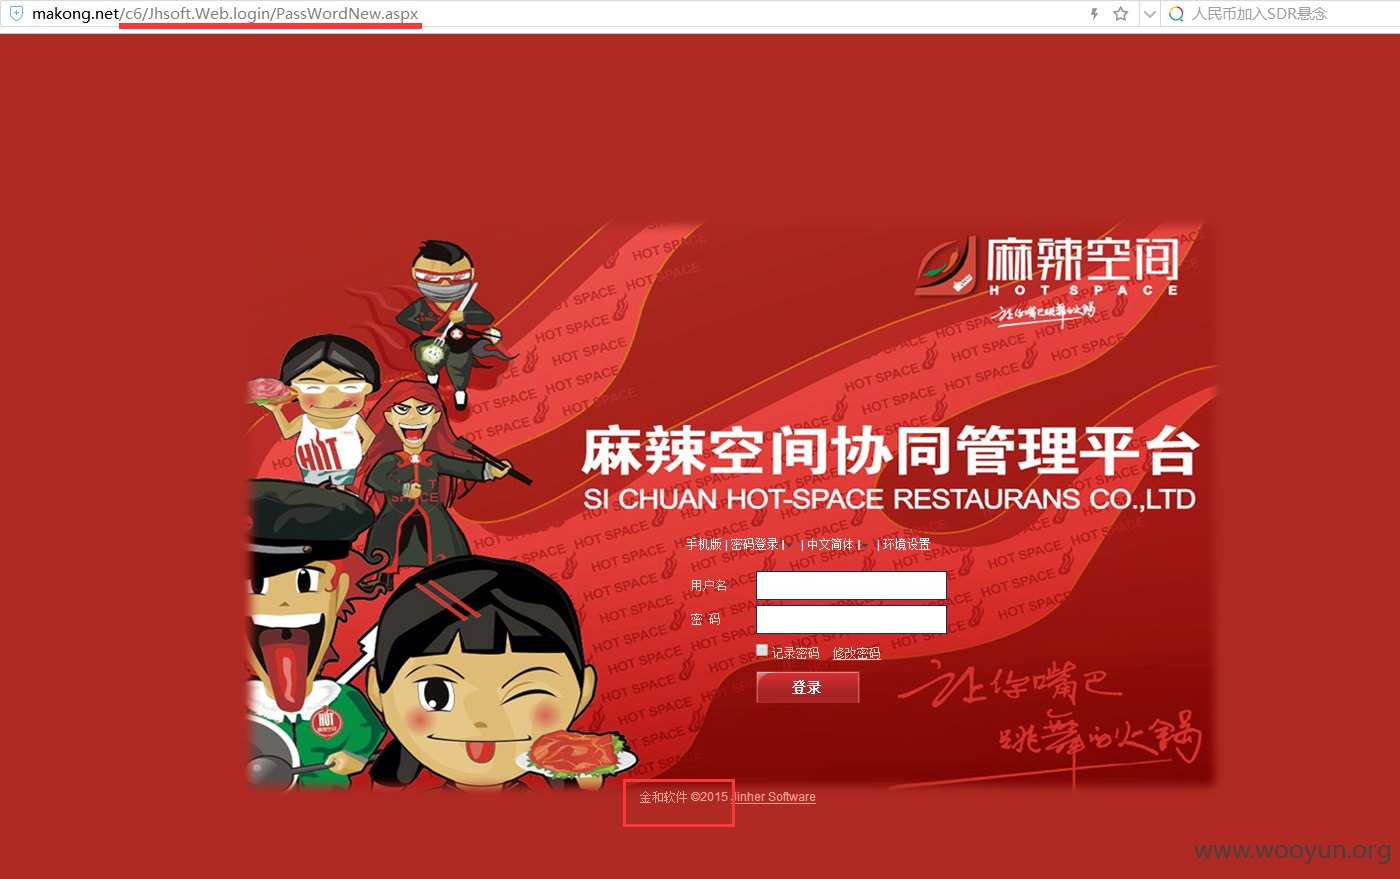 makong.net/c6/Jhsoft.Web.login/PassWordNew.aspx
人民币加入SDR悬念
麻辣空间
HOT SPACE
让你嘴巴跳舞的火锅
HOT SPACE
HOT
麻辣空间协同管理平台
SI CHUAN HOT-SPACE RESTAURANS CO.,LTD
手机版 | 密码登录 | | 中文简体 | | 环境设置
用户名
密 码
记录密码 修改密码
登录
让你嘴巴
跳舞的火锅
HOT
金和软件 ©2015 Jinher Software
www.wooyun.org